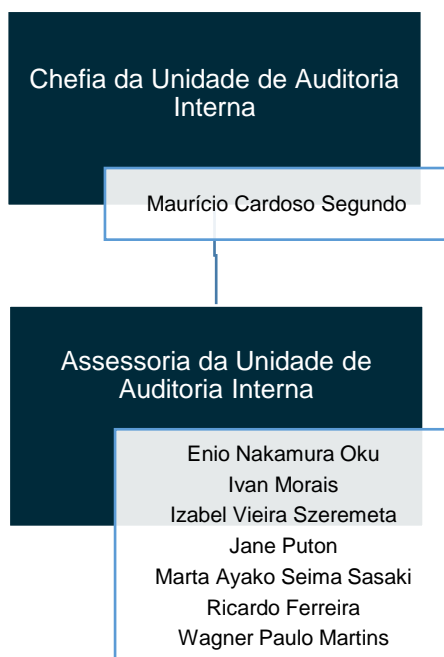 Chefia da Unidade de Auditoria
Interna
Maurício Cardoso Segundo
Assessoria da Unidade de
Auditoria Interna
Enio Nakamura Oku
Ivan Morais
Izabel Vieira Szeremeta
Jane Puton
Marta Ayako Seima Sasaki
Ricardo Ferreira
Wagner Paulo Martins